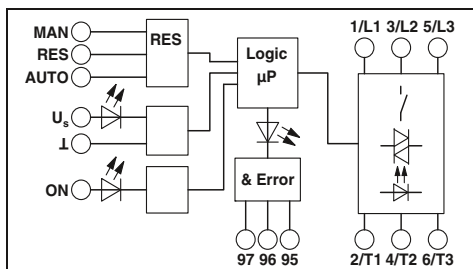 MAN
RES
AUTO
RES
Us
⊥
ON
Logic
µP
& Error
97 96 95
1/L1 3/L2 5/L3
2/T1 4/T2 6/T3